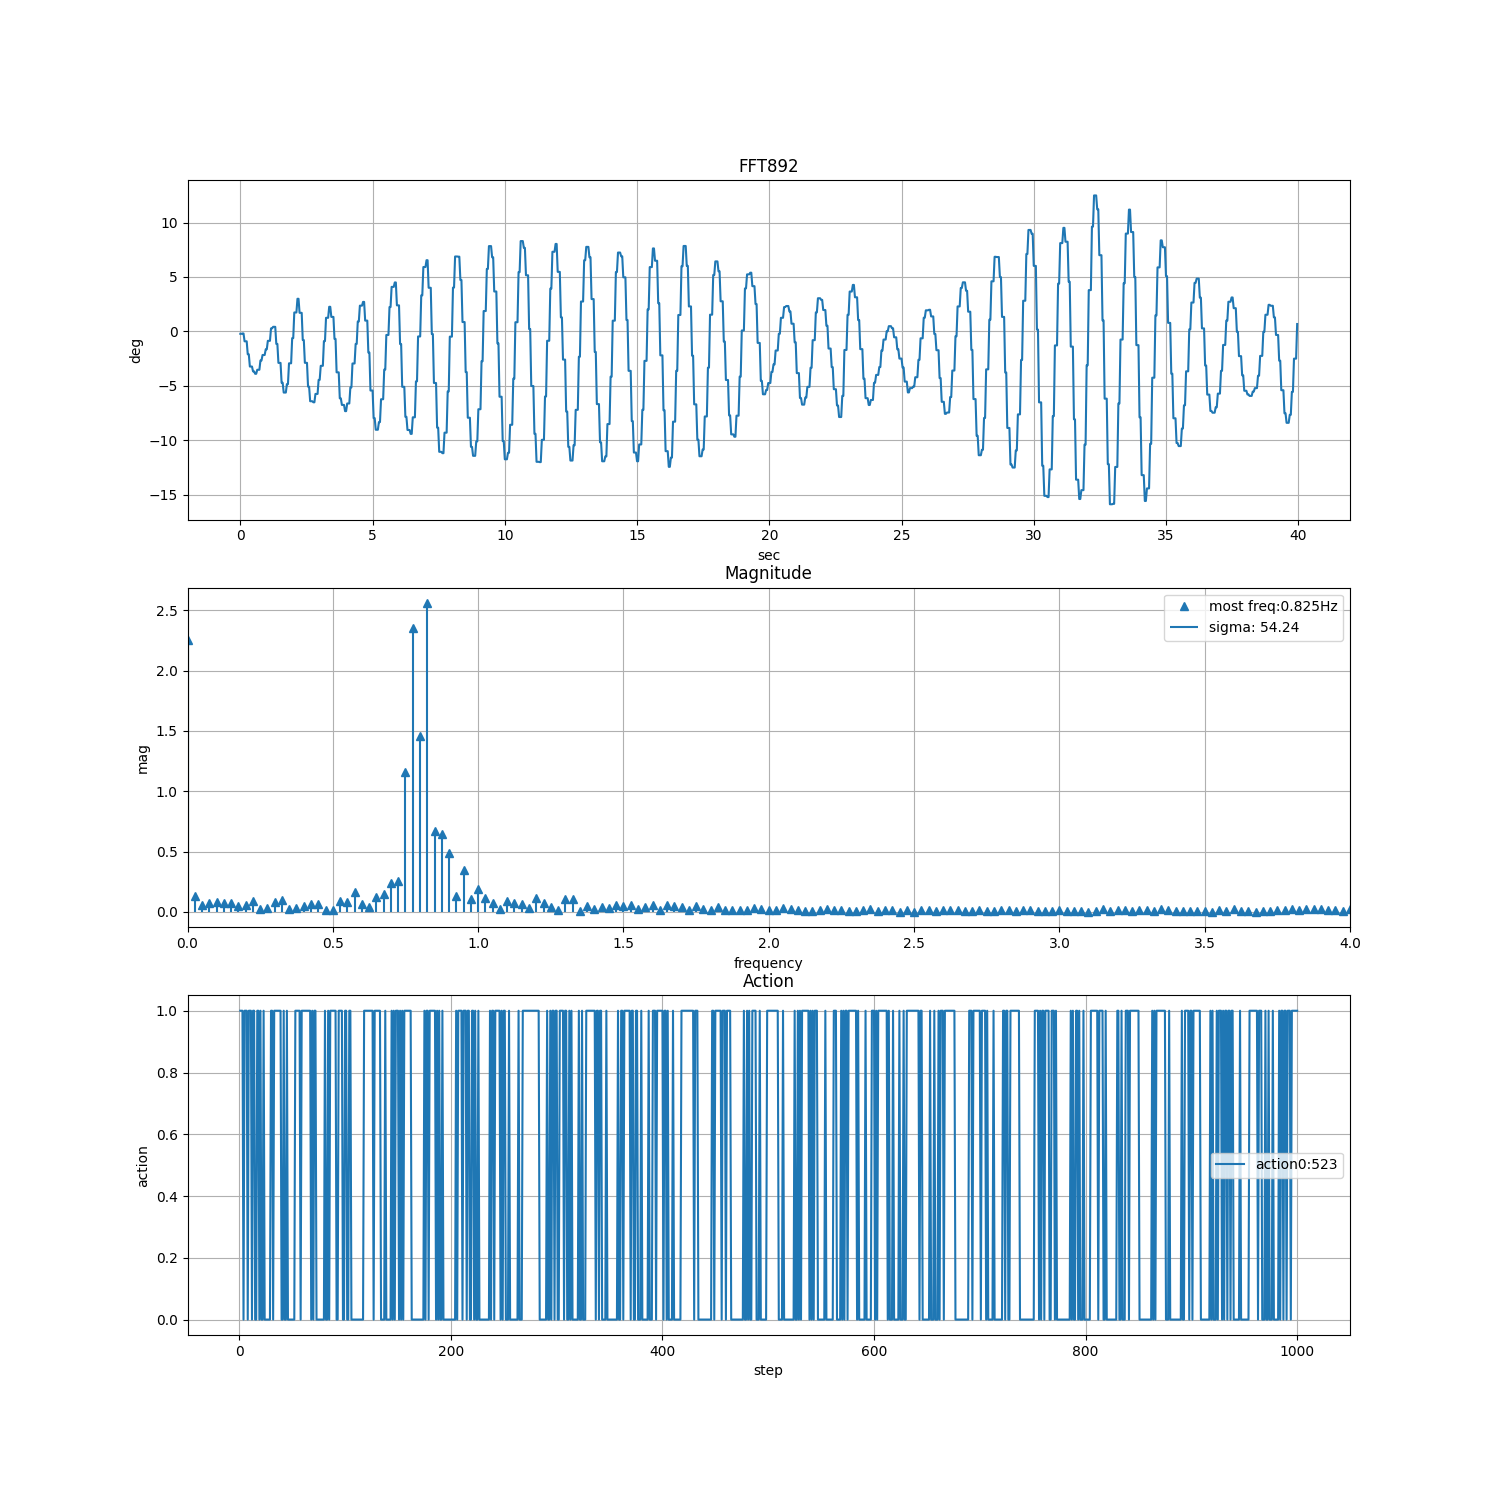 FFT892
deg
10
5
0
−5
−10
−15
0 5 10 15 20 25 30 35 40
sec
Magnitude
mag
2.5
2.0
1.5
1.0
0.5
0.0
most freq:0.825Hz
sigma: 54.24
0.0 0.5 1.0 1.5 2.0 2.5 3.0 3.5 4.0
frequency
Action
action
1.0
0.8
0.6
0.4
0.2
0.0
action0:523
0 200 400 600 800 1000
step